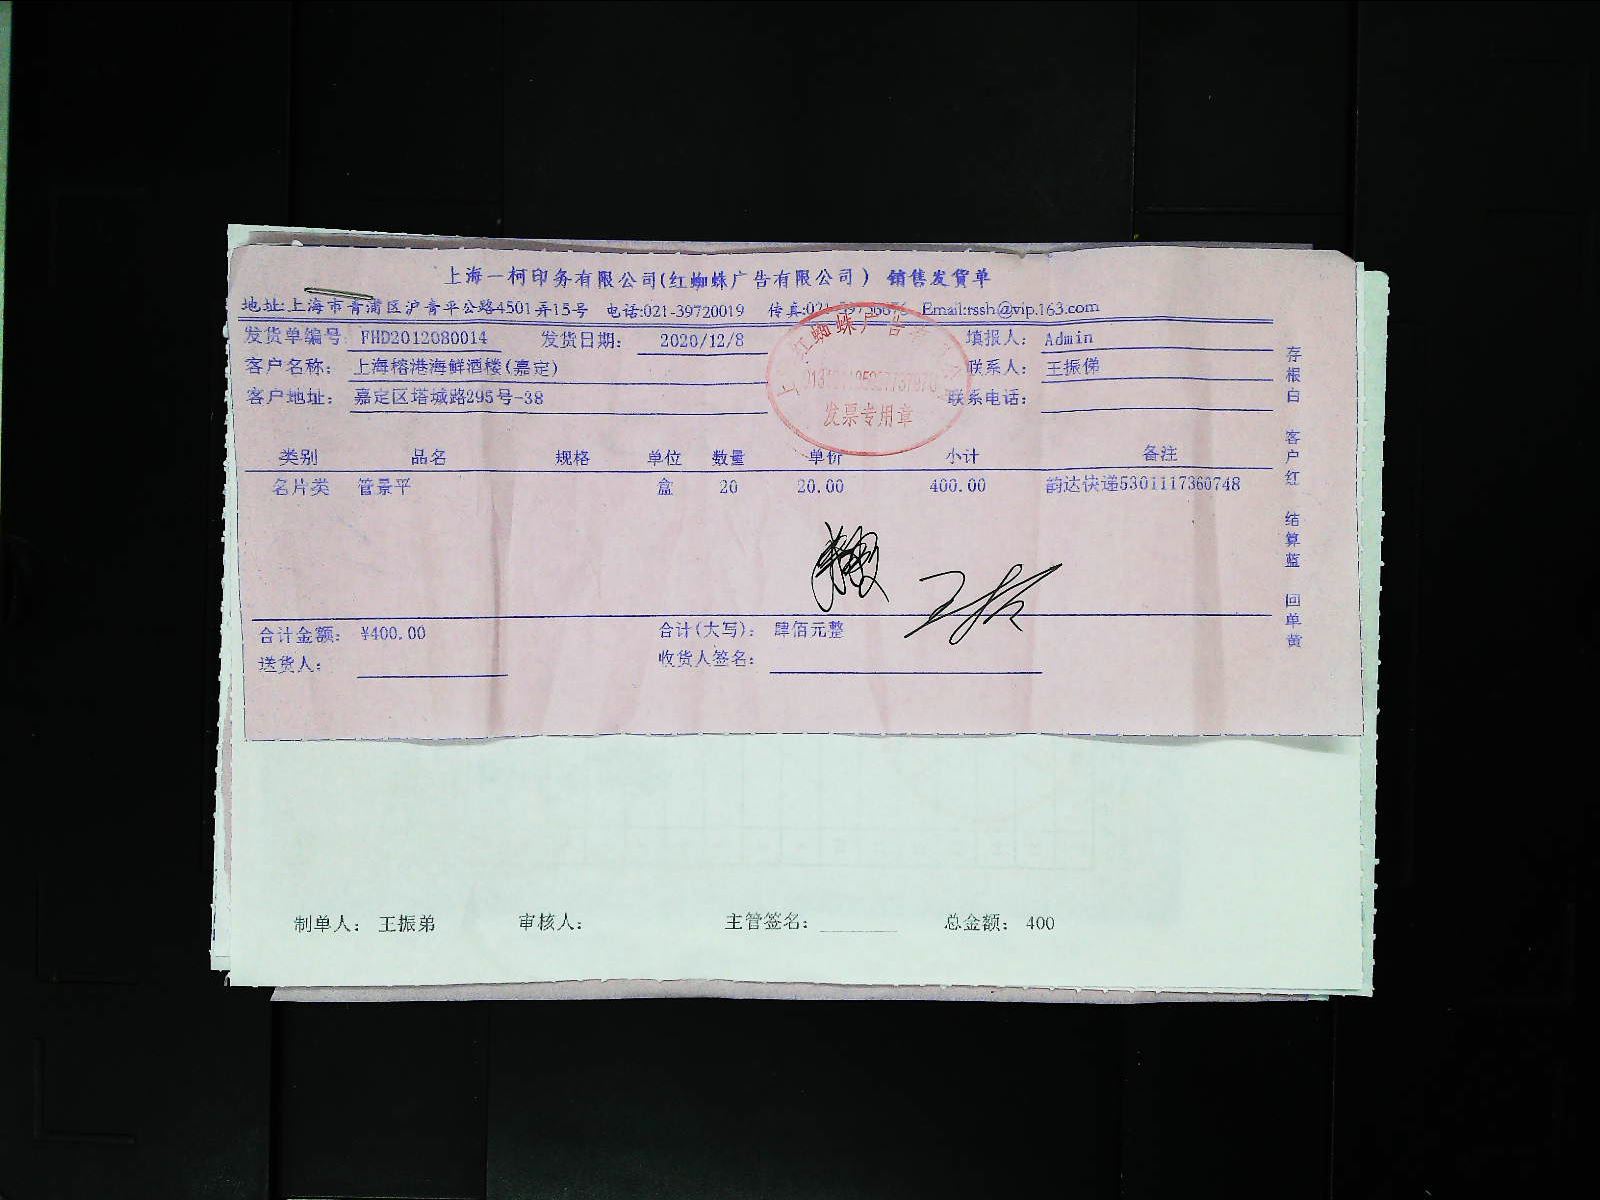 上海一柯印务有限公司(红蜘蛛广告有限公司) 销售发货单
地址:上海市青浦区沪青平公路4501弄15号 电话:021-39720019 传真:021-59756676 Email:rssh@vip.163.com
发货单编号: FHD2012080014 发货日期: 2020/12/8 填报人: Admin
客户名称: 上海榕港海鲜酒楼(嘉定) 联系人: 王振俤
客户地址: 嘉定区塔城路295号-38 联系电话:
红蜘蛛广告
发票专用章
类别 品名 规格 单位 数量 单价 小计 备注
名片类 管景平 盒 20 20.00 400.00 韵达快递5301117360748
合计金额: ¥400.00 合计(大写): 肆佰元整
送货人: 收货人签名:
存根白 客户红 结算蓝 回单黄
制单人: 王振弟 审核人: 主管签名: 总金额: 400